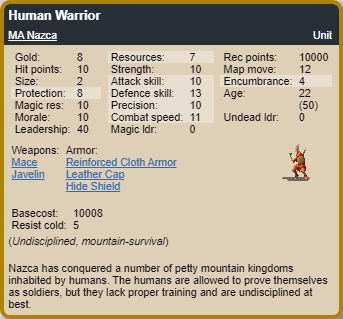 Human Warrior
MA Nazca Unit
Gold: 8 Resources: 7 Rec points: 10000
Hit points: 10 Strength: 10 Map move: 12
Size: 2 Attack skill: 10 Encumbrance: 4
Protection: 8 Defence skill: 13 Age: 22
Magic res: 10 Precision: 10 (50)
Morale: 10 Combat speed: 11 Undead ldr: 0
Leadership: 40 Magic ldr: 0
Weapons: Armor:
Mace Reinforced Cloth Armor
Javelin Leather Cap
Hide Shield
Basecost: 10008
Resist cold: 5
(Undisciplined, mountain-survival)
Nazca has conquered a number of petty mountain kingdoms
inhabited by humans. The humans are allowed to prove themselves
as soldiers, but they lack proper training and are undisciplined at
best.